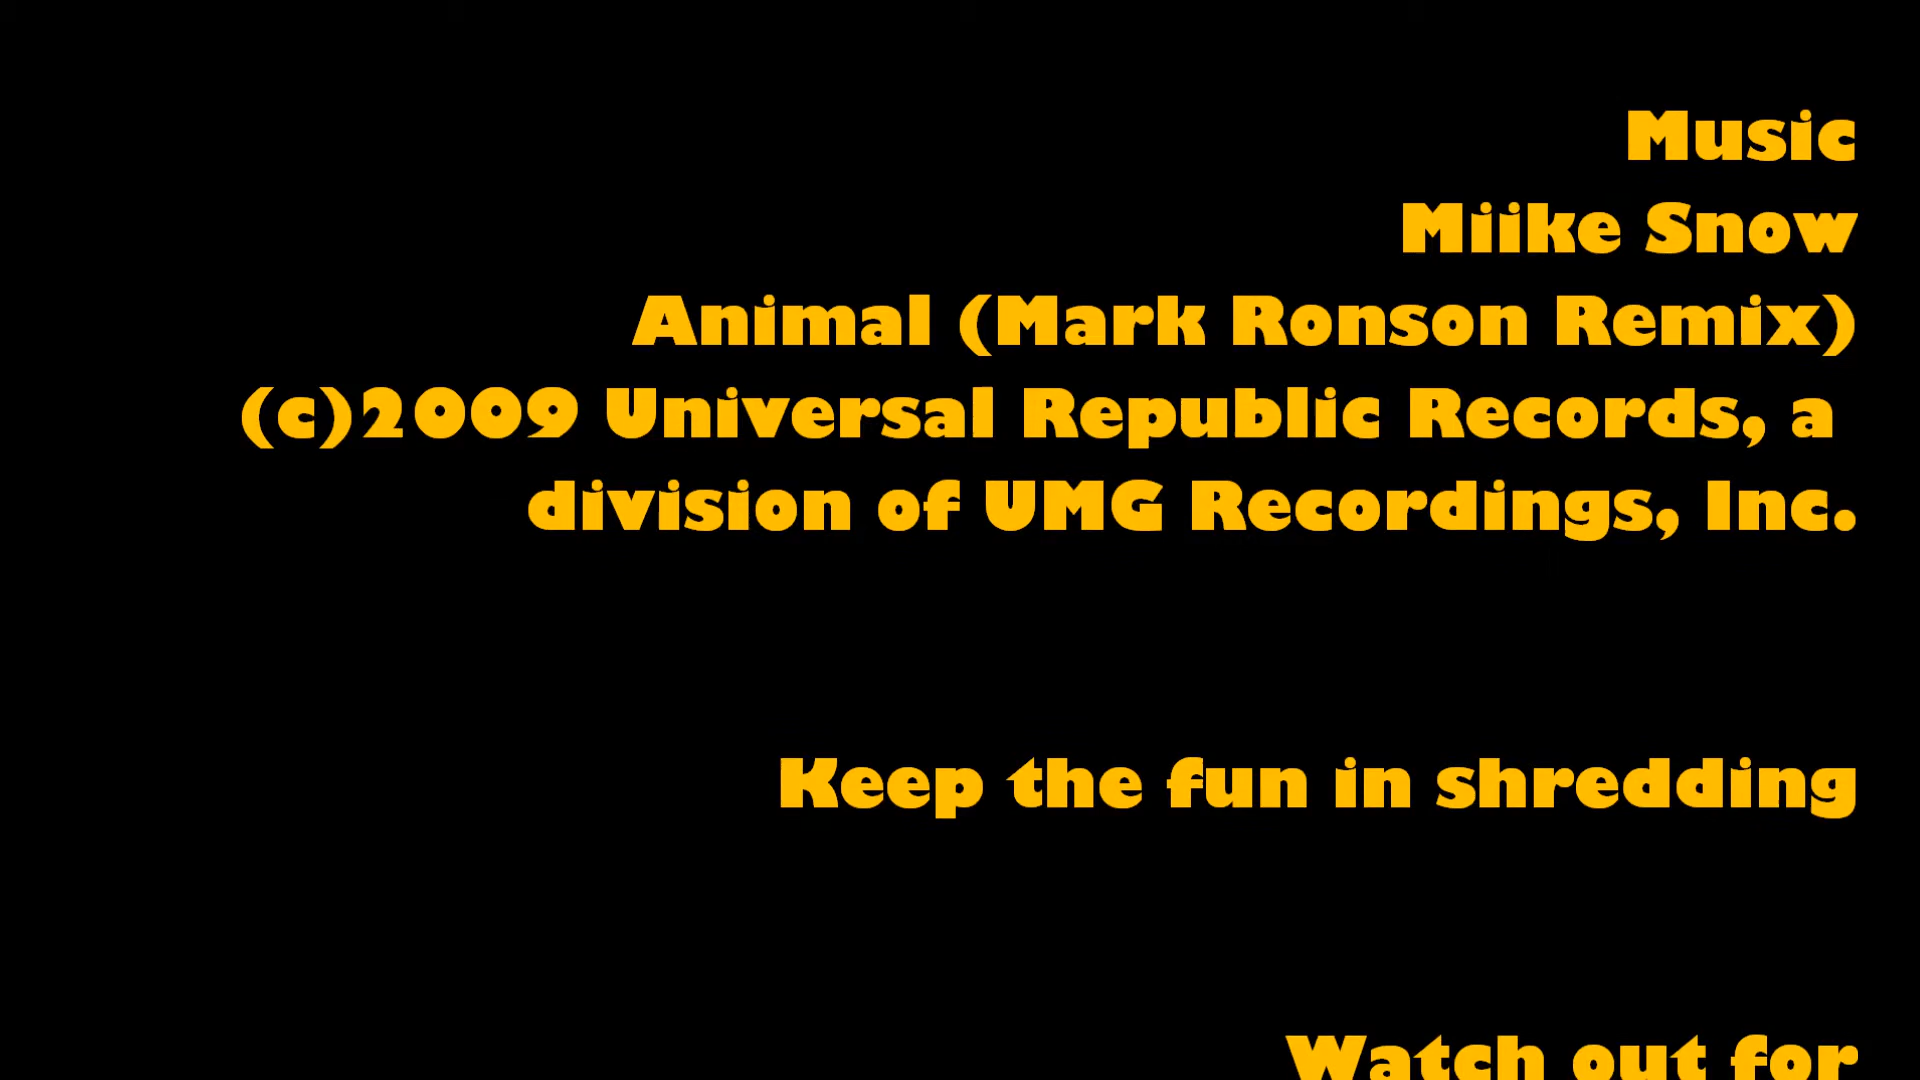 Music
Miike Snow
Animal (Mark Ronson Remix)
(c)2009 Universal Republic Records, a
division of UMG Recordings, Inc.
Keep the fun in shredding
Watch out for